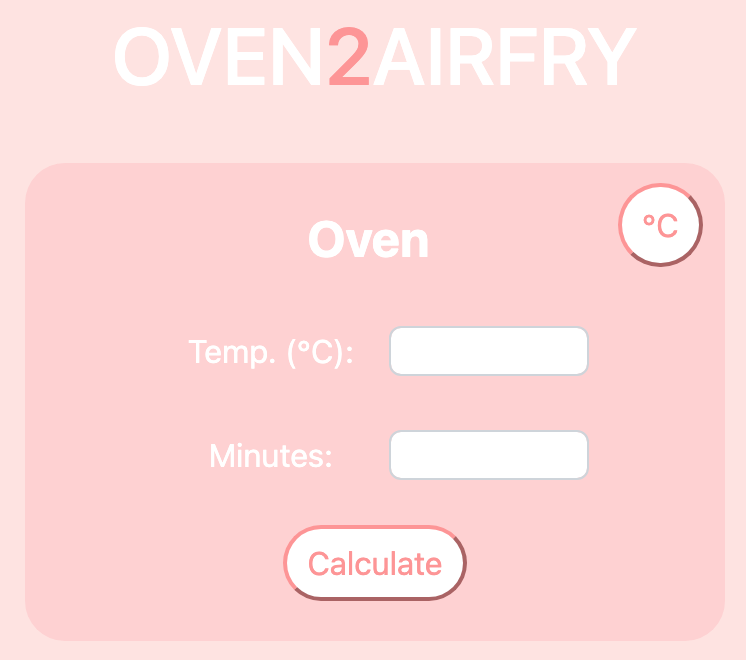 OVEN2AIRFRY
°C
Oven
Temp. (°C):
Minutes:
Calculate